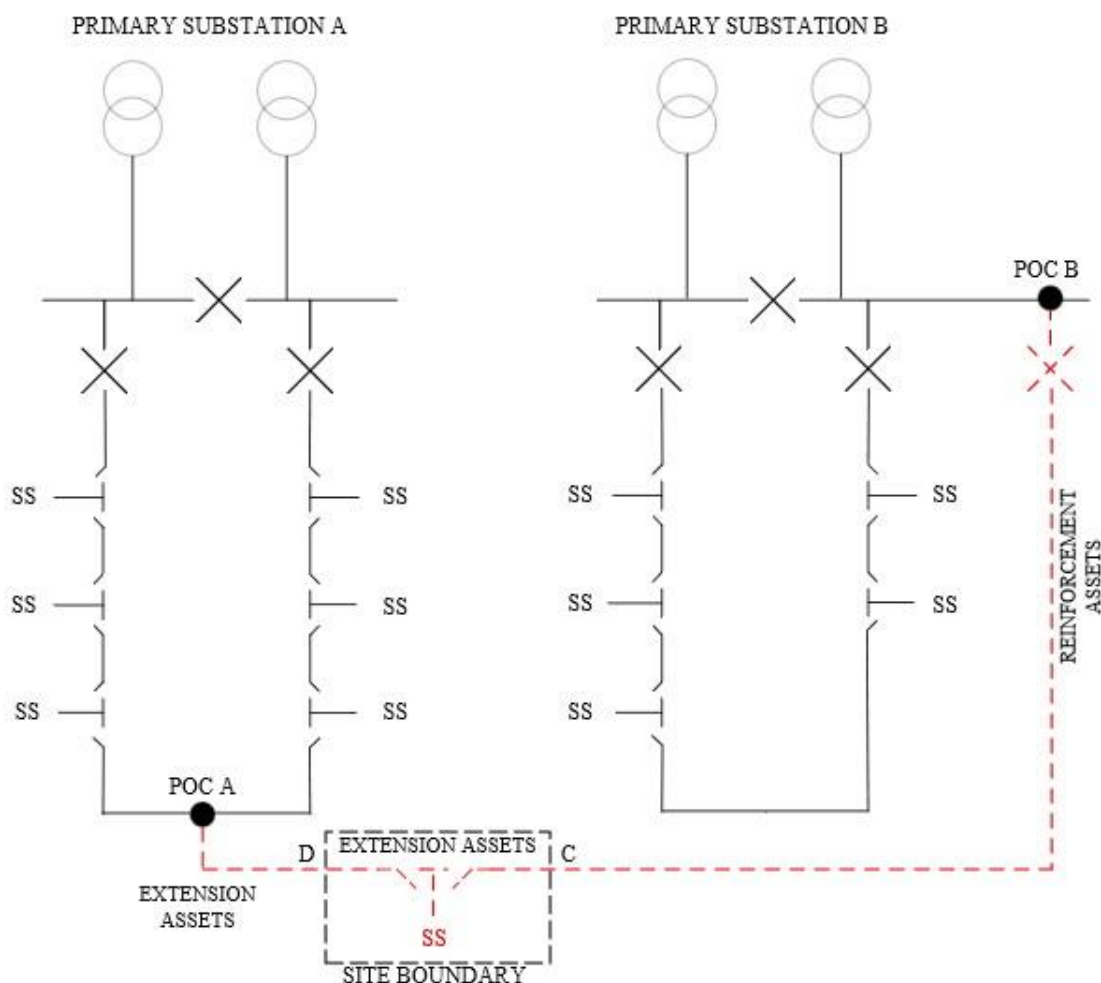 PRIMARY SUBSTATION A
PRIMARY SUBSTATION B
POC B
SS
SS
SS
SS
SS
SS
SS
SS
SS
SS
SS
REINFORCEMENT
ASSETS
POC A
D
EXTENSION ASSETS
C
EXTENSION
ASSETS
SS
SITE BOUNDARY